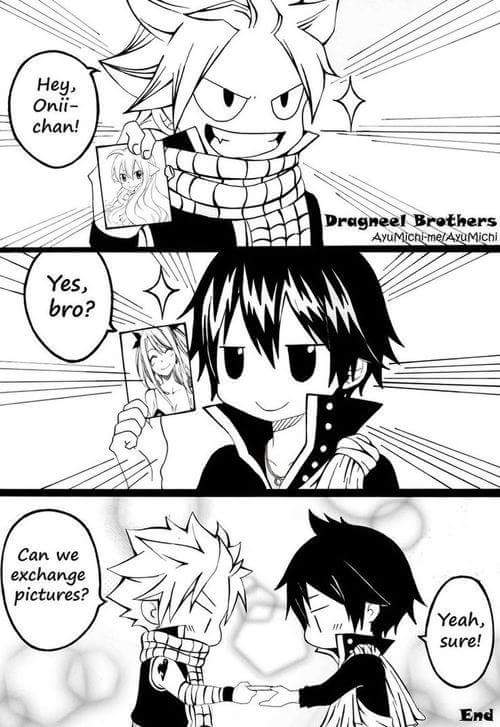 Hey,
Onii-
chan!
Dragneel Brothers
AyuMichi-me/AyuMichi
Yes,
bro?
Can we
exchange
pictures?
Yeah,
sure!
End